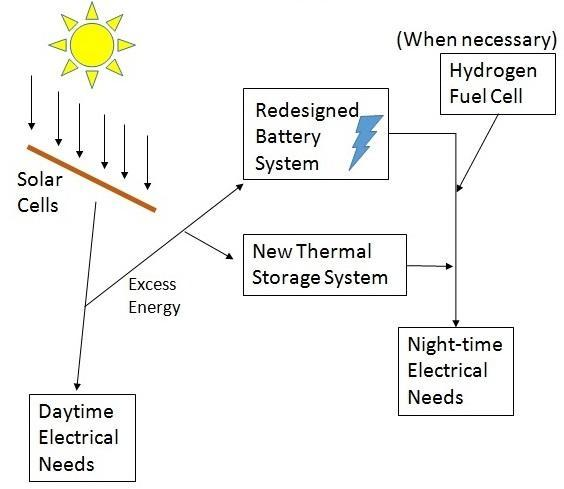 (When necessary)
Hydrogen
Fuel Cell
Redesigned
Battery
System
Solar
Cells
New Thermal
Storage System
Excess
Energy
Night-time
Electrical
Needs
Daytime
Electrical
Needs